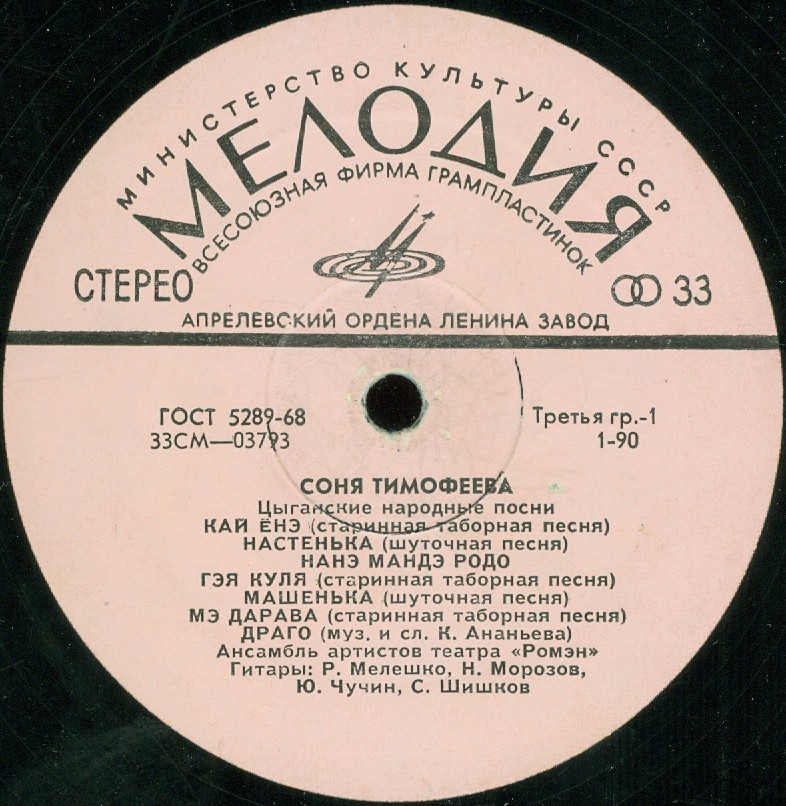 МИНИСТЕРСТВО КУЛЬТУРЫ СССР
МЕЛОДИЯ
ВСЕСОЮЗНАЯ ФИРМА ГРАМПЛАСТИНОК
СТЕРЕО
33
АПРЕЛЕВСКИЙ ОРДЕНА ЛЕНИНА ЗАВОД
ГОСТ 5289-68
Третья гр.-1
33СМ—03793
1-90
СОНЯ ТИМОФЕЕВА
Цыганские народные посни
КАЙ ЁНЭ (старинная таборная песня)
НАСТЕНЬКА (шуточная песня)
НАНЭ МАНДЭ РОДО
ГЭЯ КУЛЯ (старинная таборная песня)
МАШЕНЬКА (шуточная песня)
МЭ ДАРАВА (старинная таборная песня)
ДРАГО (муз. и сл. К. Ананьева)
Ансамбль артистов театра «Ромэн»
Гитары: Р. Мелешко, Н. Морозов,
Ю. Чучин, С. Шишков